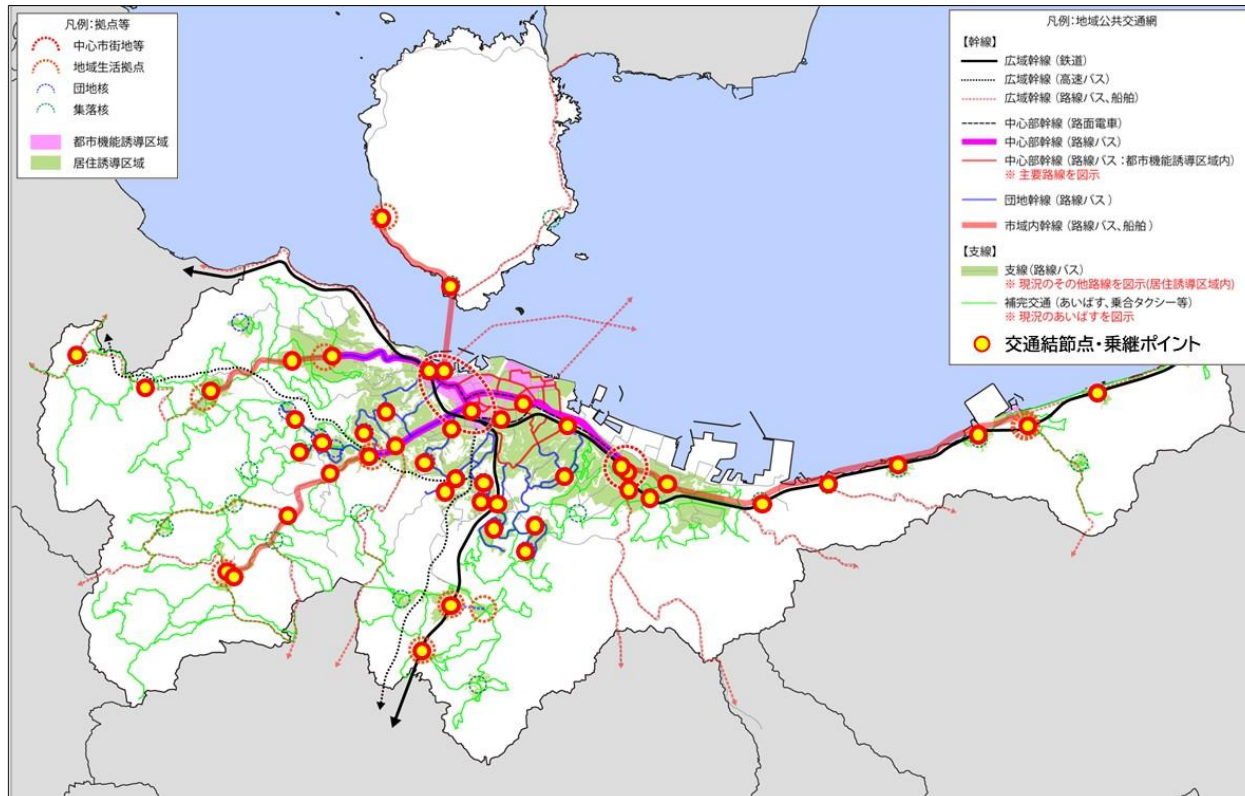 凡例：拠点等
中心市街地等
地域生活拠点
団地核
集落核
都市機能誘導区域
居住誘導区域
凡例：地域公共交通網
【幹線】
広域幹線（鉄道）
広域幹線（高速バス）
広域幹線（路線バス、船舶）
中心部幹線（路面電車）
中心部幹線（路線バス）
中心部幹線（路線バス：都市機能誘導区域内）
※ 主要路線を図示
団地幹線（路線バス）
市域内幹線（路線バス、船舶）
【支線】
支線（路線バス）
※ 現況のその他路線を図示（居住誘導区域内）
補完交通（あいばす、乗合タクシー等）
※ 現況のあいばすを図示
交通結節点・乗継ポイント